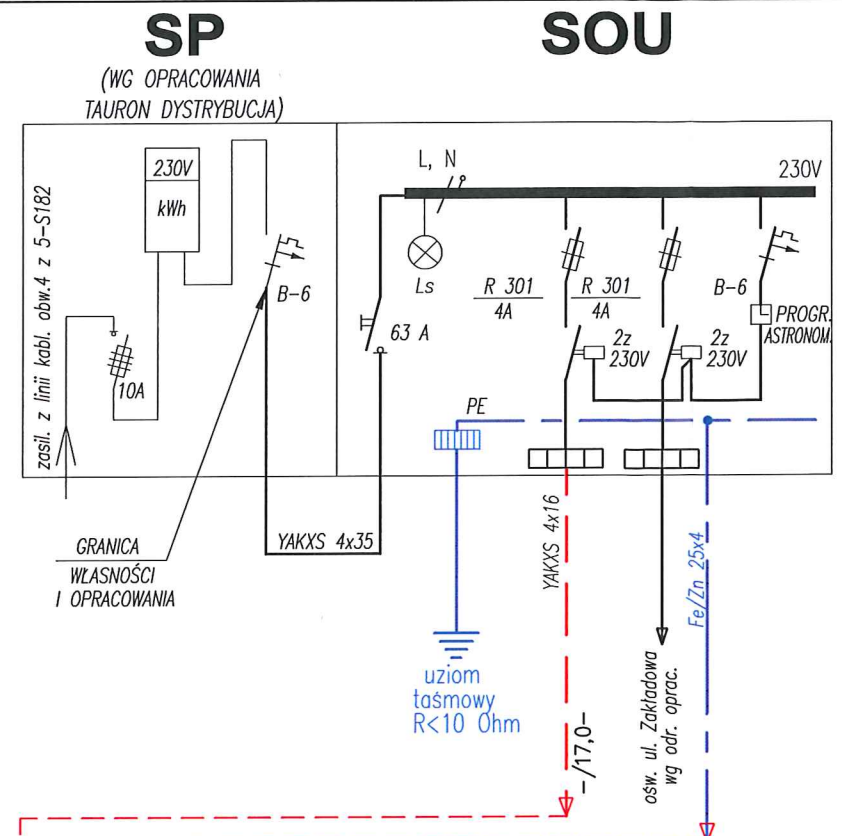 SP
(WG OPRACOWANIA
TAURON DYSTRYBUCJA)
zasil. z linii kabl. obw.4 z 5-S182
230V
kWh
10A
B-6
GRANICA
WŁASNOŚCI
I OPRACOWANIA
YAKXS 4x35
SOU
L, N
230V
Ls
63 A
R 301
4A
R 301
4A
B-6
PROGR.
ASTRONOM.
2z
230V
2z
230V
PE
YAKXS 4x16
Fe/Zn 25x4
uziom
taśmowy
R<10 Ohm
-/17,0-
ośw. ul. Zakładowa
wg odr. oprac.